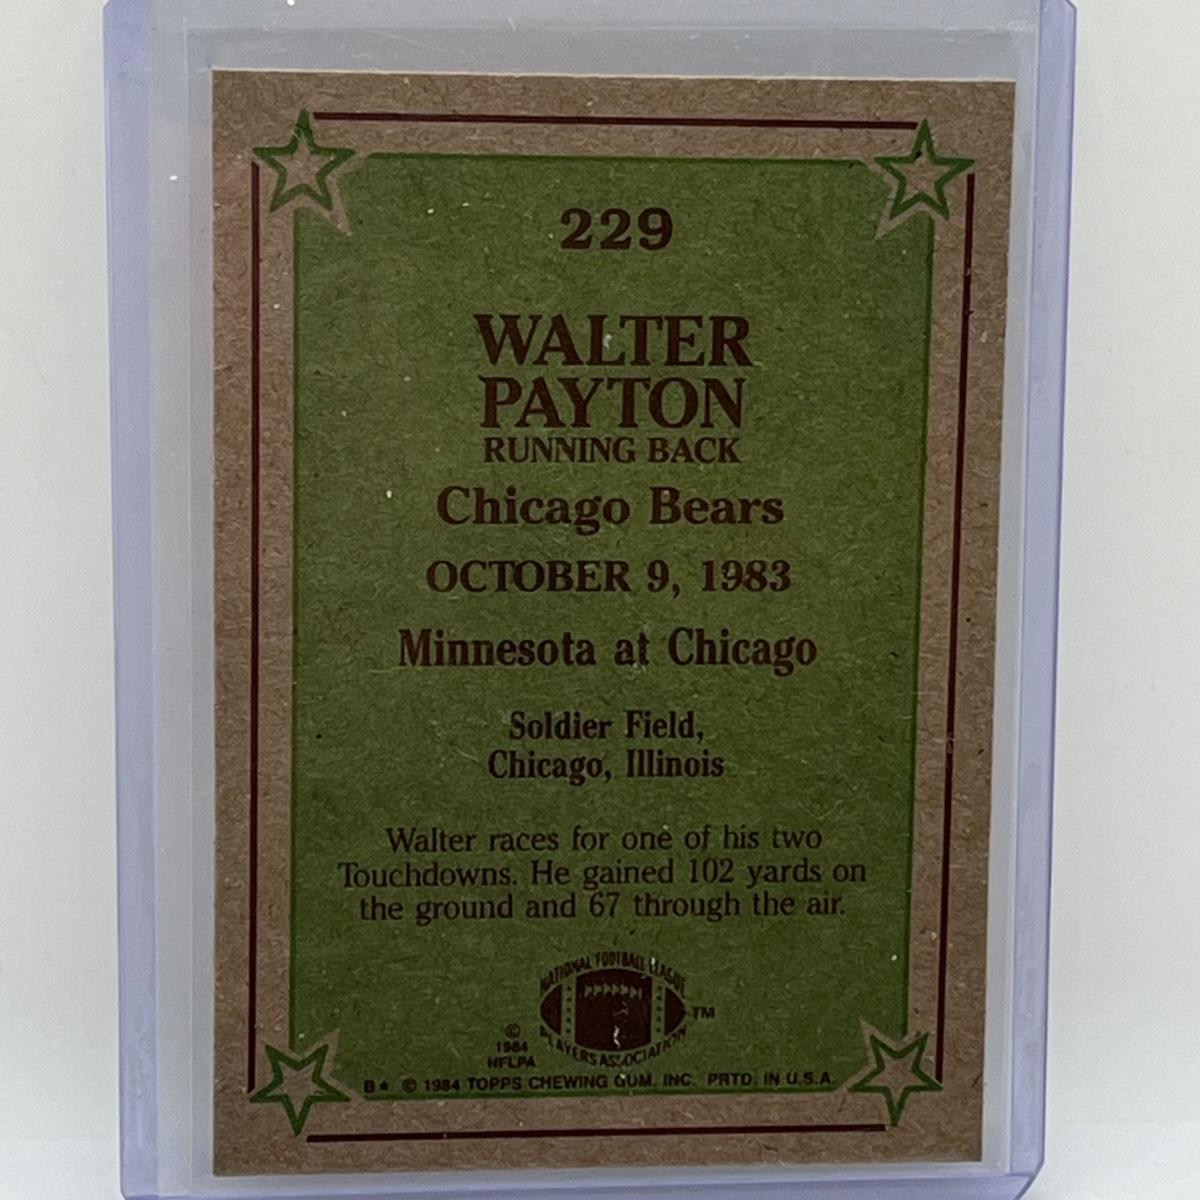 229
WALTER
PAYTON
RUNNING BACK
Chicago Bears
OCTOBER 9, 1983
Minnesota at Chicago
Soldier Field,
Chicago, Illinois
Walter races for one of his two
Touchdowns. He gained 102 yards on
the ground and 67 through the air.
NATIONAL FOOTBALL LEAGUE
PLAYERS ASSOCIATION
TM
©
1984
NFLPA
B★ © 1984 TOPPS CHEWING GUM, INC. PRTD. IN U.S.A.